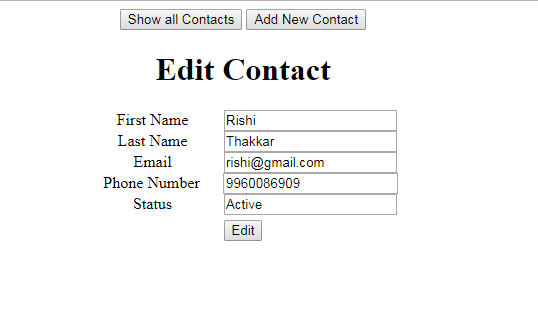 Show all Contacts Add New Contact
Edit Contact
First Name Rishi
Last Name Thakkar
Email rishi@gmail.com
Phone Number 9960086909
Status Active
Edit